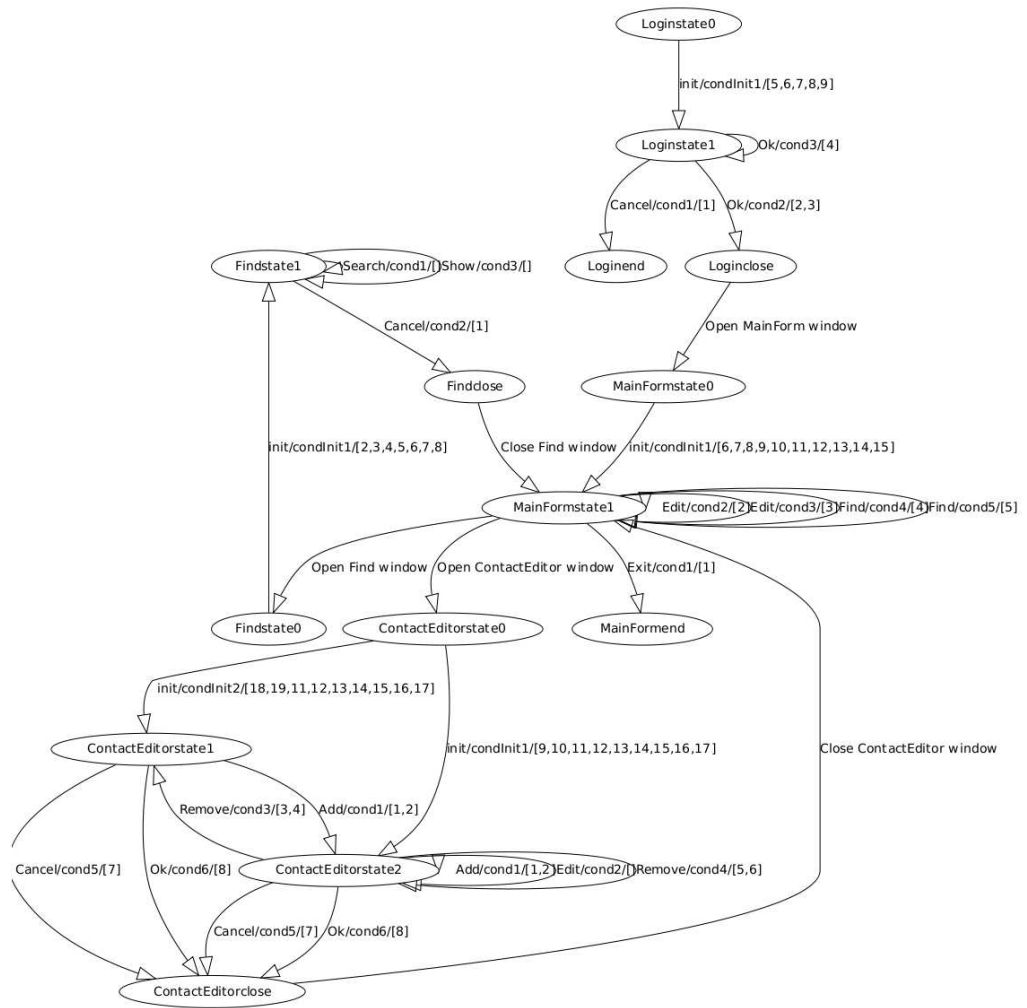 Loginstate0
init/condInit1/[5,6,7,8,9]
Loginstate1
Ok/cond3/[4]
Cancel/cond1/[1]
Ok/cond2/[2,3]
Findstate1
Search/cond1/[]
Show/cond3/[]
Loginend
Loginclose
Cancel/cond2/[1]
Open MainForm window
Findclose
MainFormstate0
init/condInit1/[2,3,4,5,6,7,8]
Close Find window
init/condInit1/[6,7,8,9,10,11,12,13,14,15]
MainFormstate1
Edit/cond2/[2]
Edit/cond3/[3]
Find/cond4/[4]
Find/cond5/[5]
Open Find window
Open ContactEditor window
Exit/cond1/[1]
Findstate0
ContactEditorstate0
MainFormend
init/condInit2/[18,19,11,12,13,14,15,16,17]
ContactEditorstate1
init/condInit1/[9,10,11,12,13,14,15,16,17]
Close ContactEditor window
Remove/cond3/[3,4]
Add/cond1/[1,2]
Cancel/cond5/[7]
Ok/cond6/[8]
ContactEditorstate2
Add/cond1/[1,2]
Edit/cond2/[]
Remove/cond4/[5,6]
Cancel/cond5/[7]
Ok/cond6/[8]
ContactEditorclose